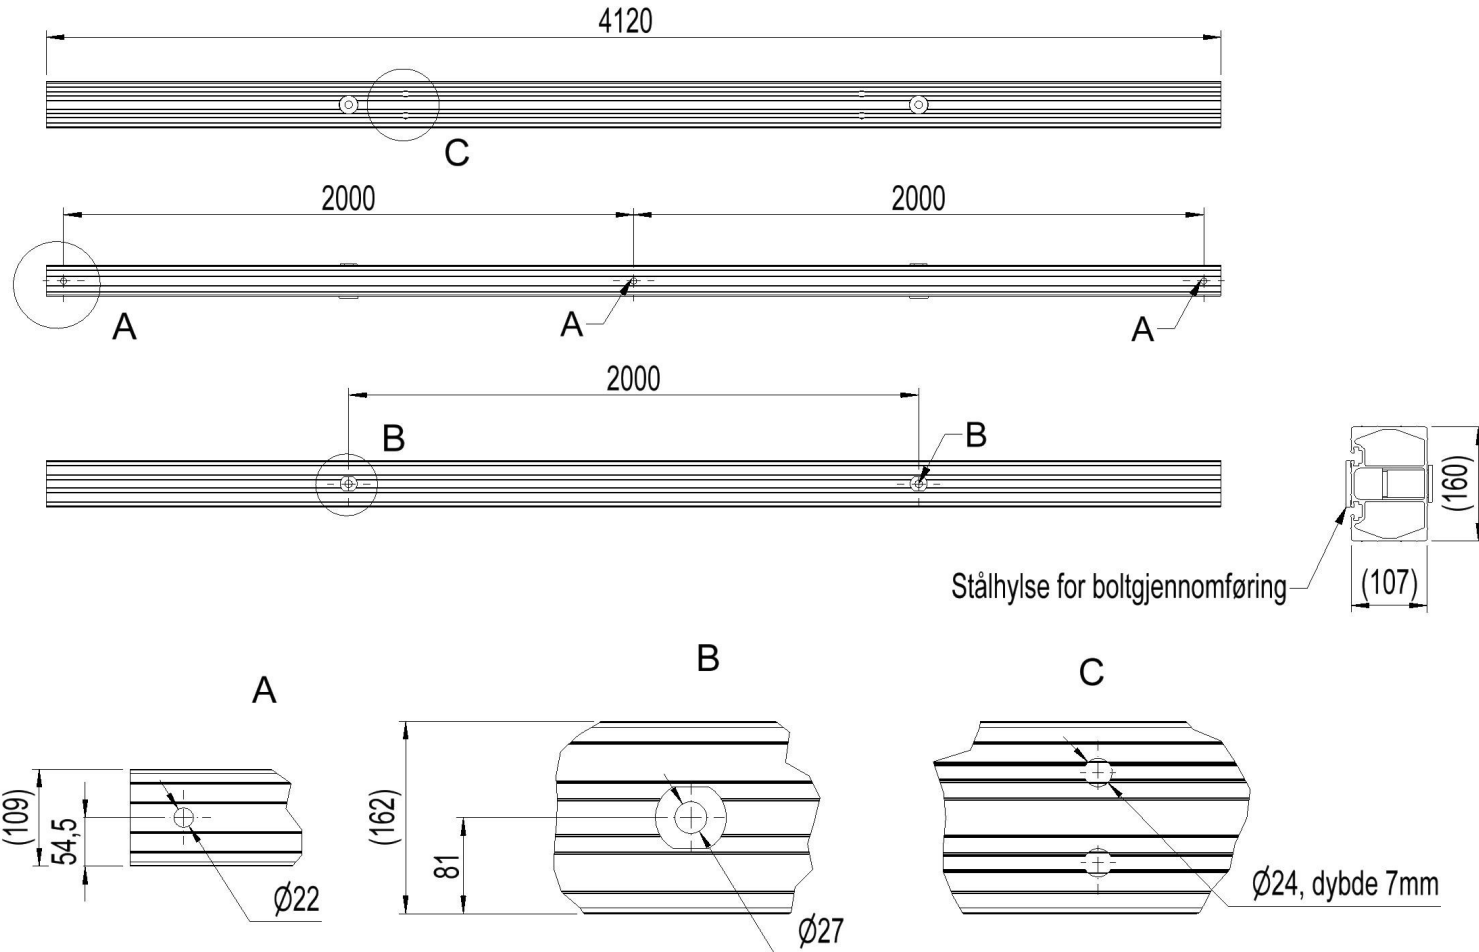 4120
C
2000
2000
A
A
A
2000
B
B
(160)
Stålhylse for boltgjennomføring
(107)
A
B
C
(109)
54,5
Ø22
(162)
81
Ø27
Ø24, dybde 7mm